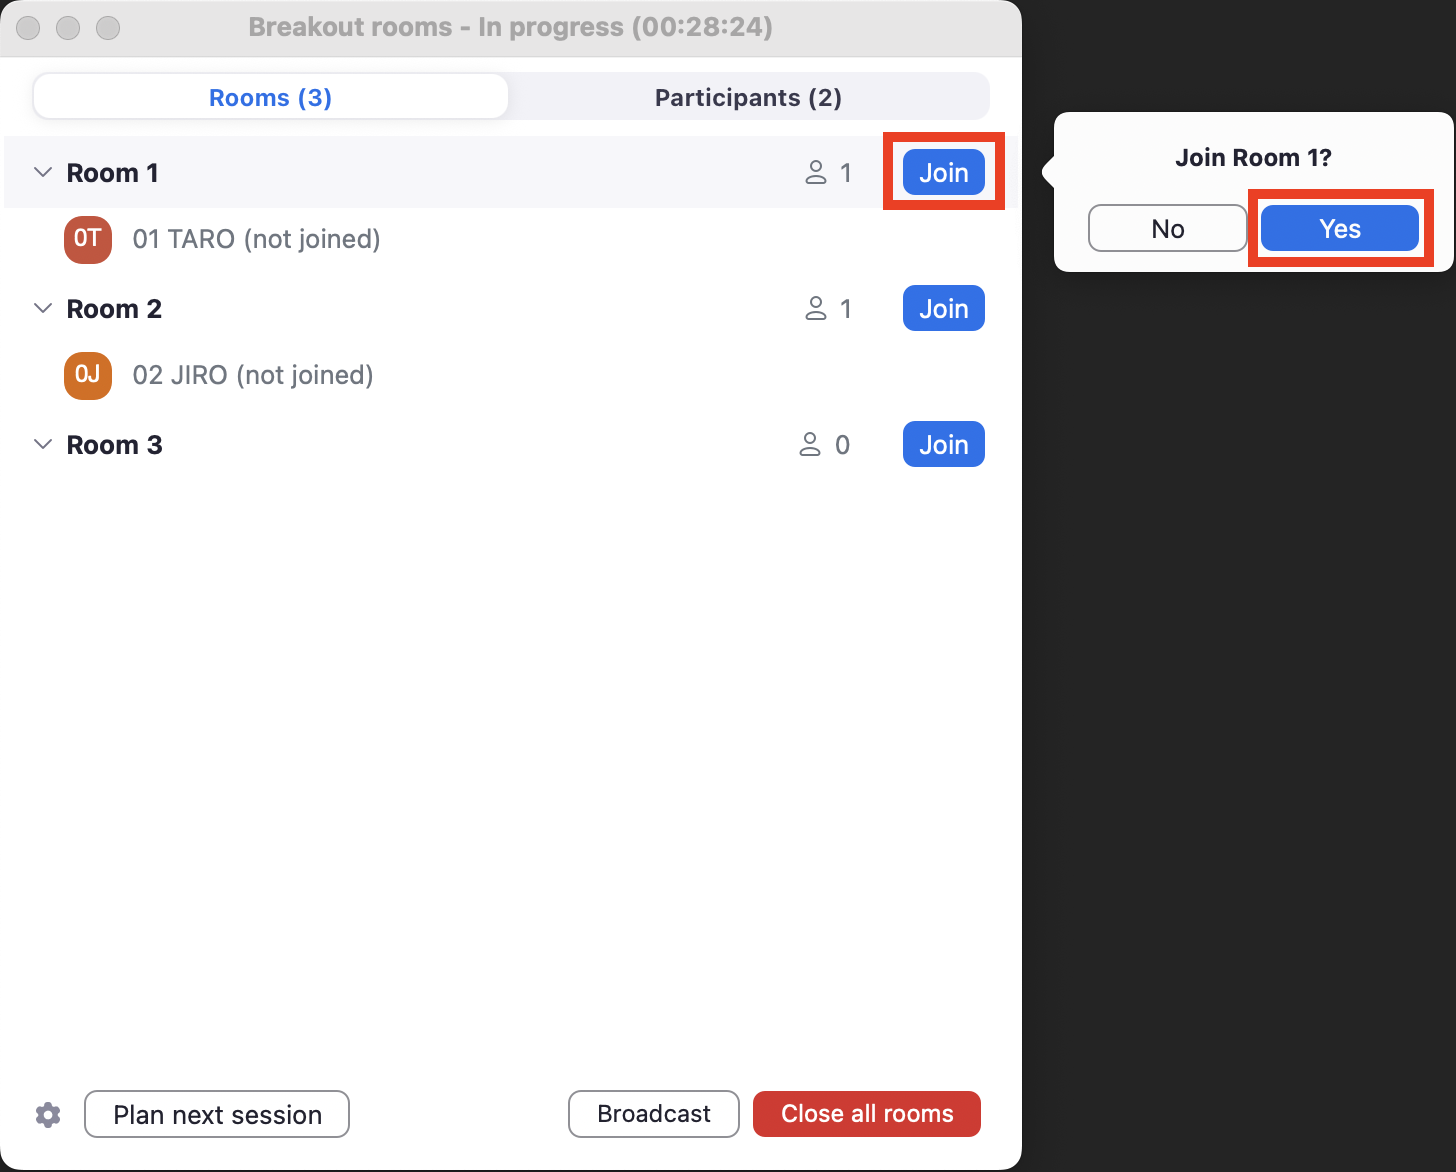 Breakout rooms - In progress (00:28:24)
Rooms (3) Participants (2)
Room 1 1 Join
0T 01 TARO (not joined)
Room 2 1 Join
0J 02 JIRO (not joined)
Room 3 0 Join
Join Room 1?
No Yes
Plan next session Broadcast Close all rooms